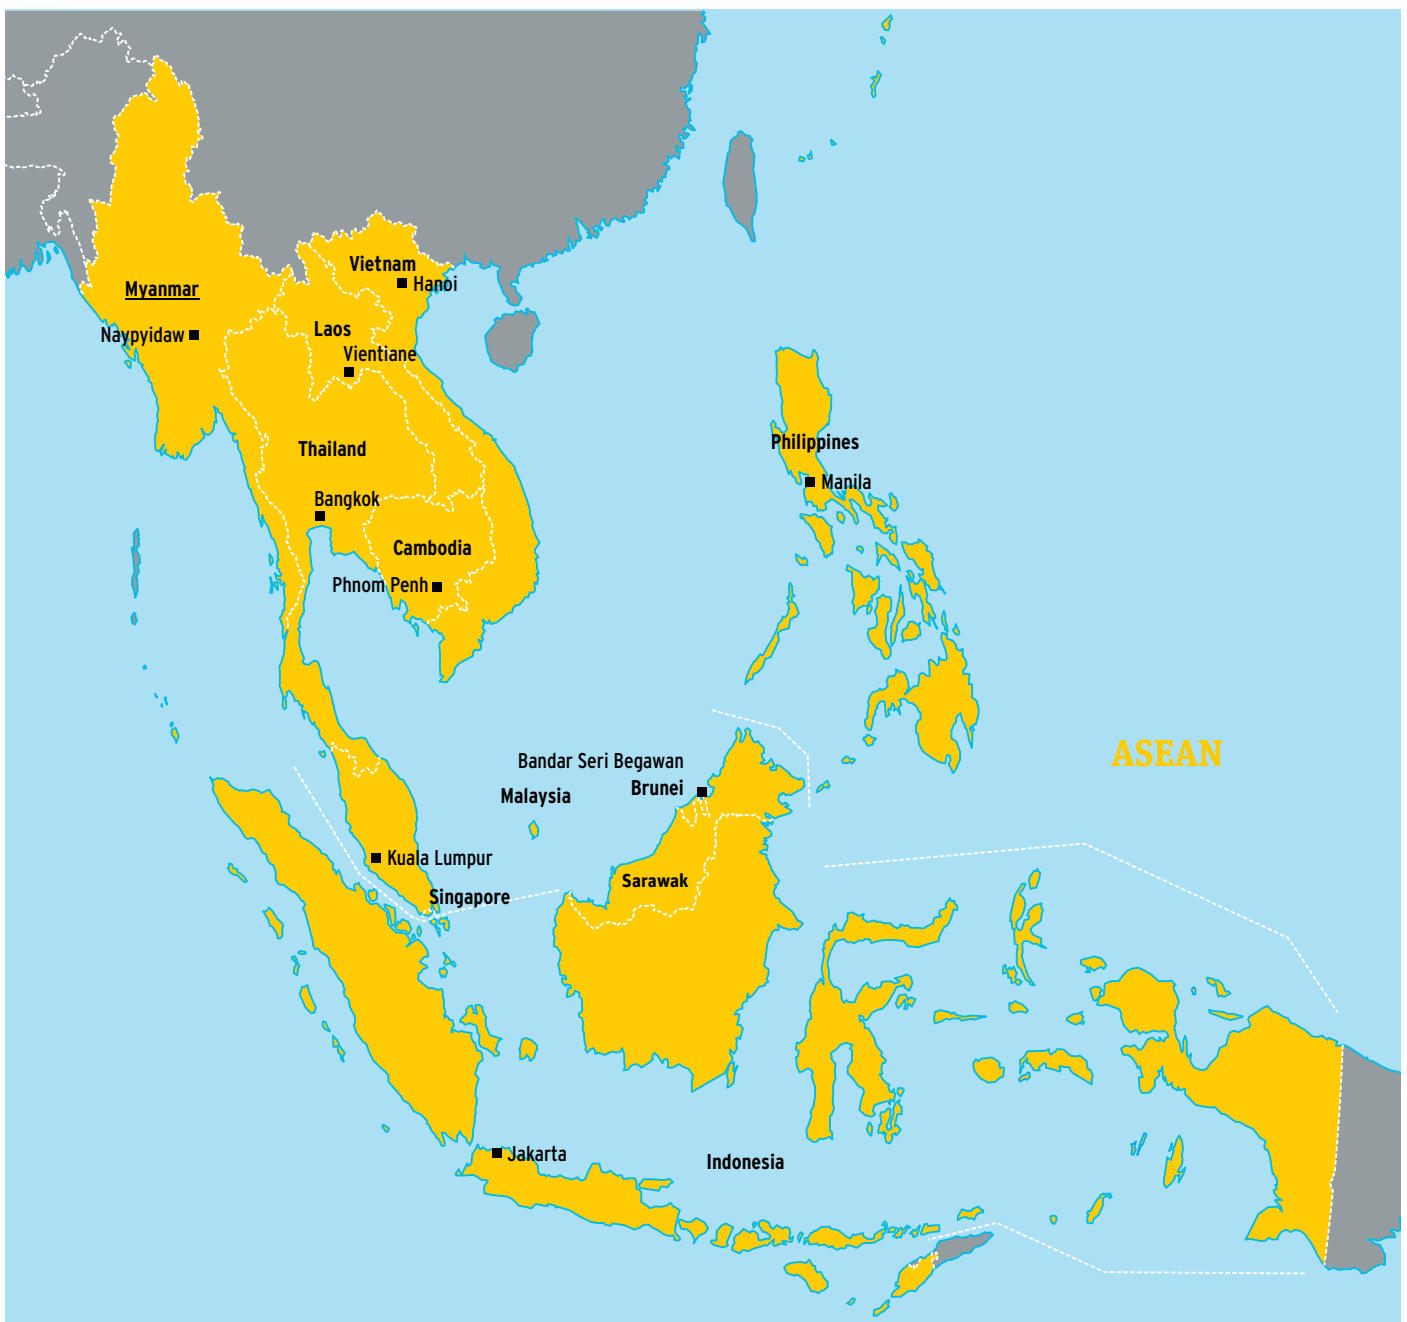 Vietnam
Hanoi
Myanmar
Laos
Naypyidaw
Vientiane
Philippines
Thailand
Manila
Bangkok
Cambodia
Phnom Penh
ASEAN
Bandar Seri Begawan
Brunei
Malaysia
Kuala Lumpur
Sarawak
Singapore
Jakarta
Indonesia